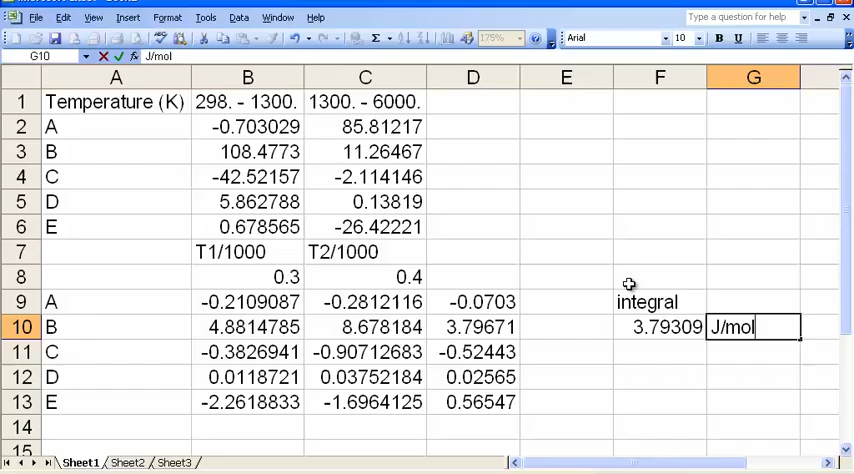 File Edit View Insert Format Tools Data Window Help Type a question for help
Σ 175% Arial 10 B U
G10 J/mol
A B C D E F G
1 Temperature (K) 298. - 1300. 1300. - 6000.
2 A -0.703029 85.81217
3 B 108.4773 11.26467
4 C -42.52157 -2.114146
5 D 5.862788 0.13819
6 E 0.678565 -26.42221
7 T1/1000 T2/1000
8 0.3 0.4
9 A -0.2109087 -0.2812116 -0.0703 integral
10 B 4.8814785 8.678184 3.79671 3.79309 J/mol
11 C -0.3826941 -0.90712683 -0.52443
12 D 0.0118721 0.03752184 0.02565
13 E -2.2618833 -1.6964125 0.56547
14
15
Sheet1 Sheet2 Sheet3